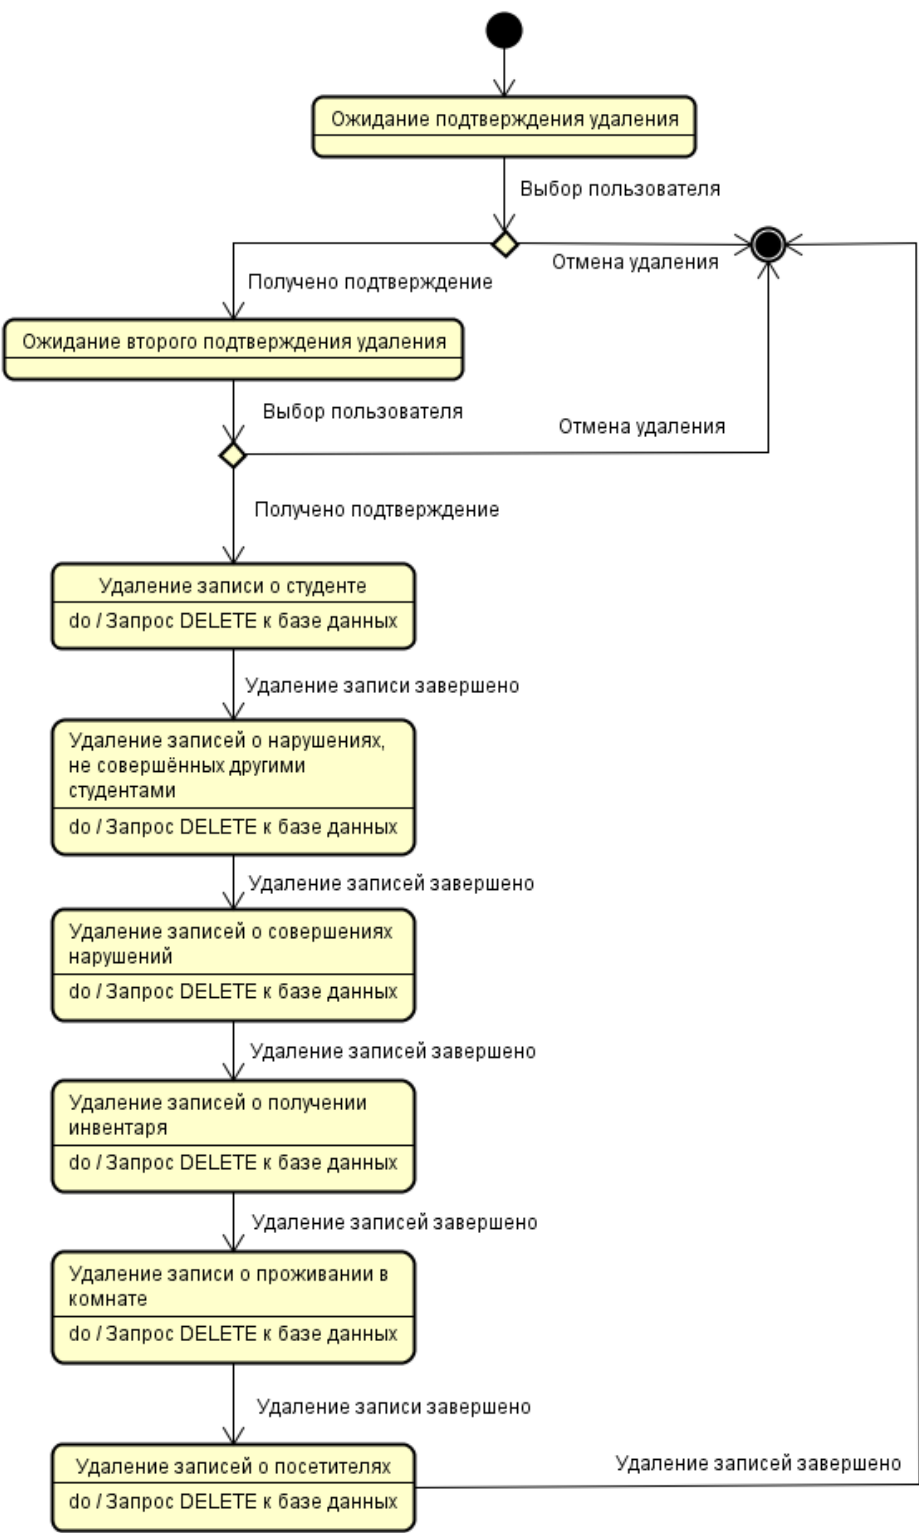 Ожидание подтверждения удаления
Выбор пользователя
Отмена удаления
Получено подтверждение
Ожидание второго подтверждения удаления
Выбор пользователя
Отмена удаления
Получено подтверждение
Удаление записи о студенте
do / Запрос DELETE к базе данных
Удаление записи завершено
Удаление записей о нарушениях,
не совершённых другими
студентами
do / Запрос DELETE к базе данных
Удаление записей завершено
Удаление записей о совершениях
нарушений
do / Запрос DELETE к базе данных
Удаление записей завершено
Удаление записей о получении
инвентаря
do / Запрос DELETE к базе данных
Удаление записей завершено
Удаление записи о проживании в
комнате
do / Запрос DELETE к базе данных
Удаление записи завершено
Удаление записей о посетителях
do / Запрос DELETE к базе данных
Удаление записей завершено